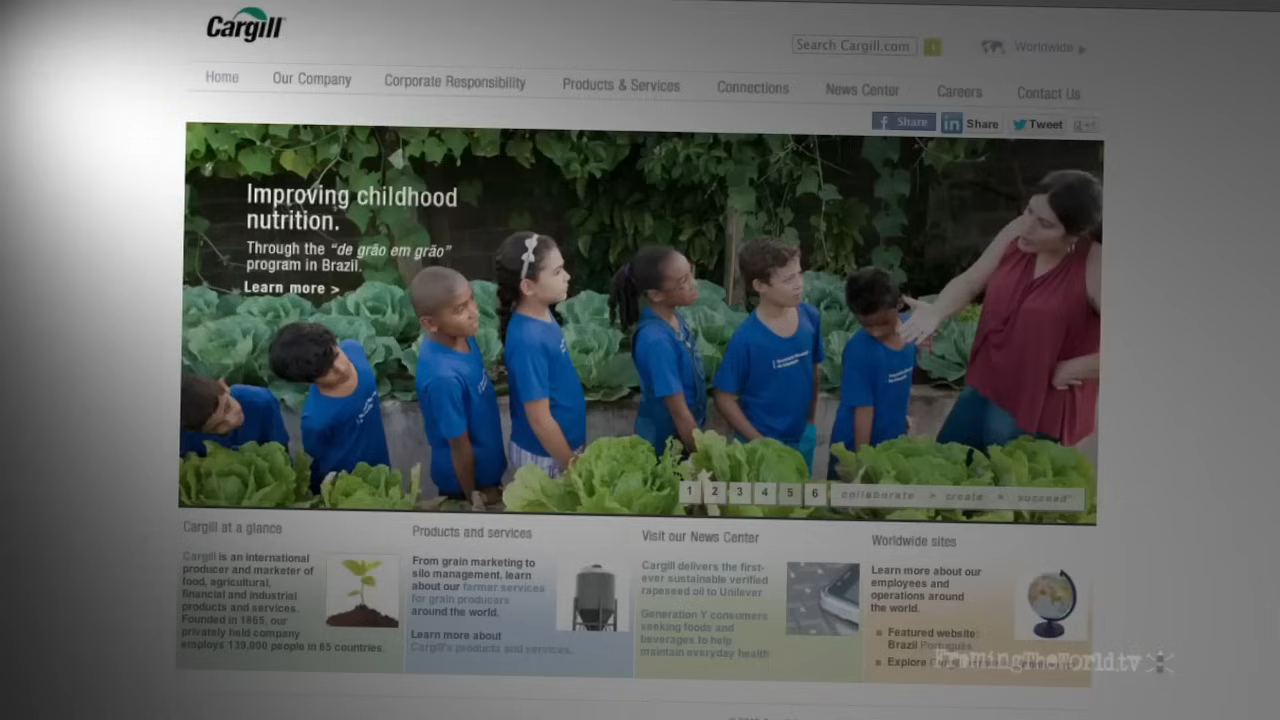 Cargill
Search Cargill.com
Worldwide
Home
Our Company
Corporate Responsibility
Products & Services
Connections
News Center
Careers
Contact Us
Share
Share
Tweet
Improving childhood
nutrition.
Through the “de grão em grão”
program in Brazil.
Learn more >
1 2 3 4 5 6
collaborate > create > succeed™
Cargill at a glance
Cargill is an international
producer and marketer of
food, agricultural,
financial and industrial
products and services.
Founded in 1865, our
privately held company
employs 139,000 people in 65 countries.
Products and services
From grain marketing to
silo management, learn
about our farmer services
for grain producers
around the world.
Learn more about
Cargill's products and services.
Visit our News Center
Cargill delivers the first-
ever sustainable verified
rapeseed oil to Unilever
Generation Y consumers
seeking foods and
beverages to help
maintain everyday health
Worldwide sites
Learn more about our
employees and
operations around
the world.
Featured website:
Brazil Portugues
Explore